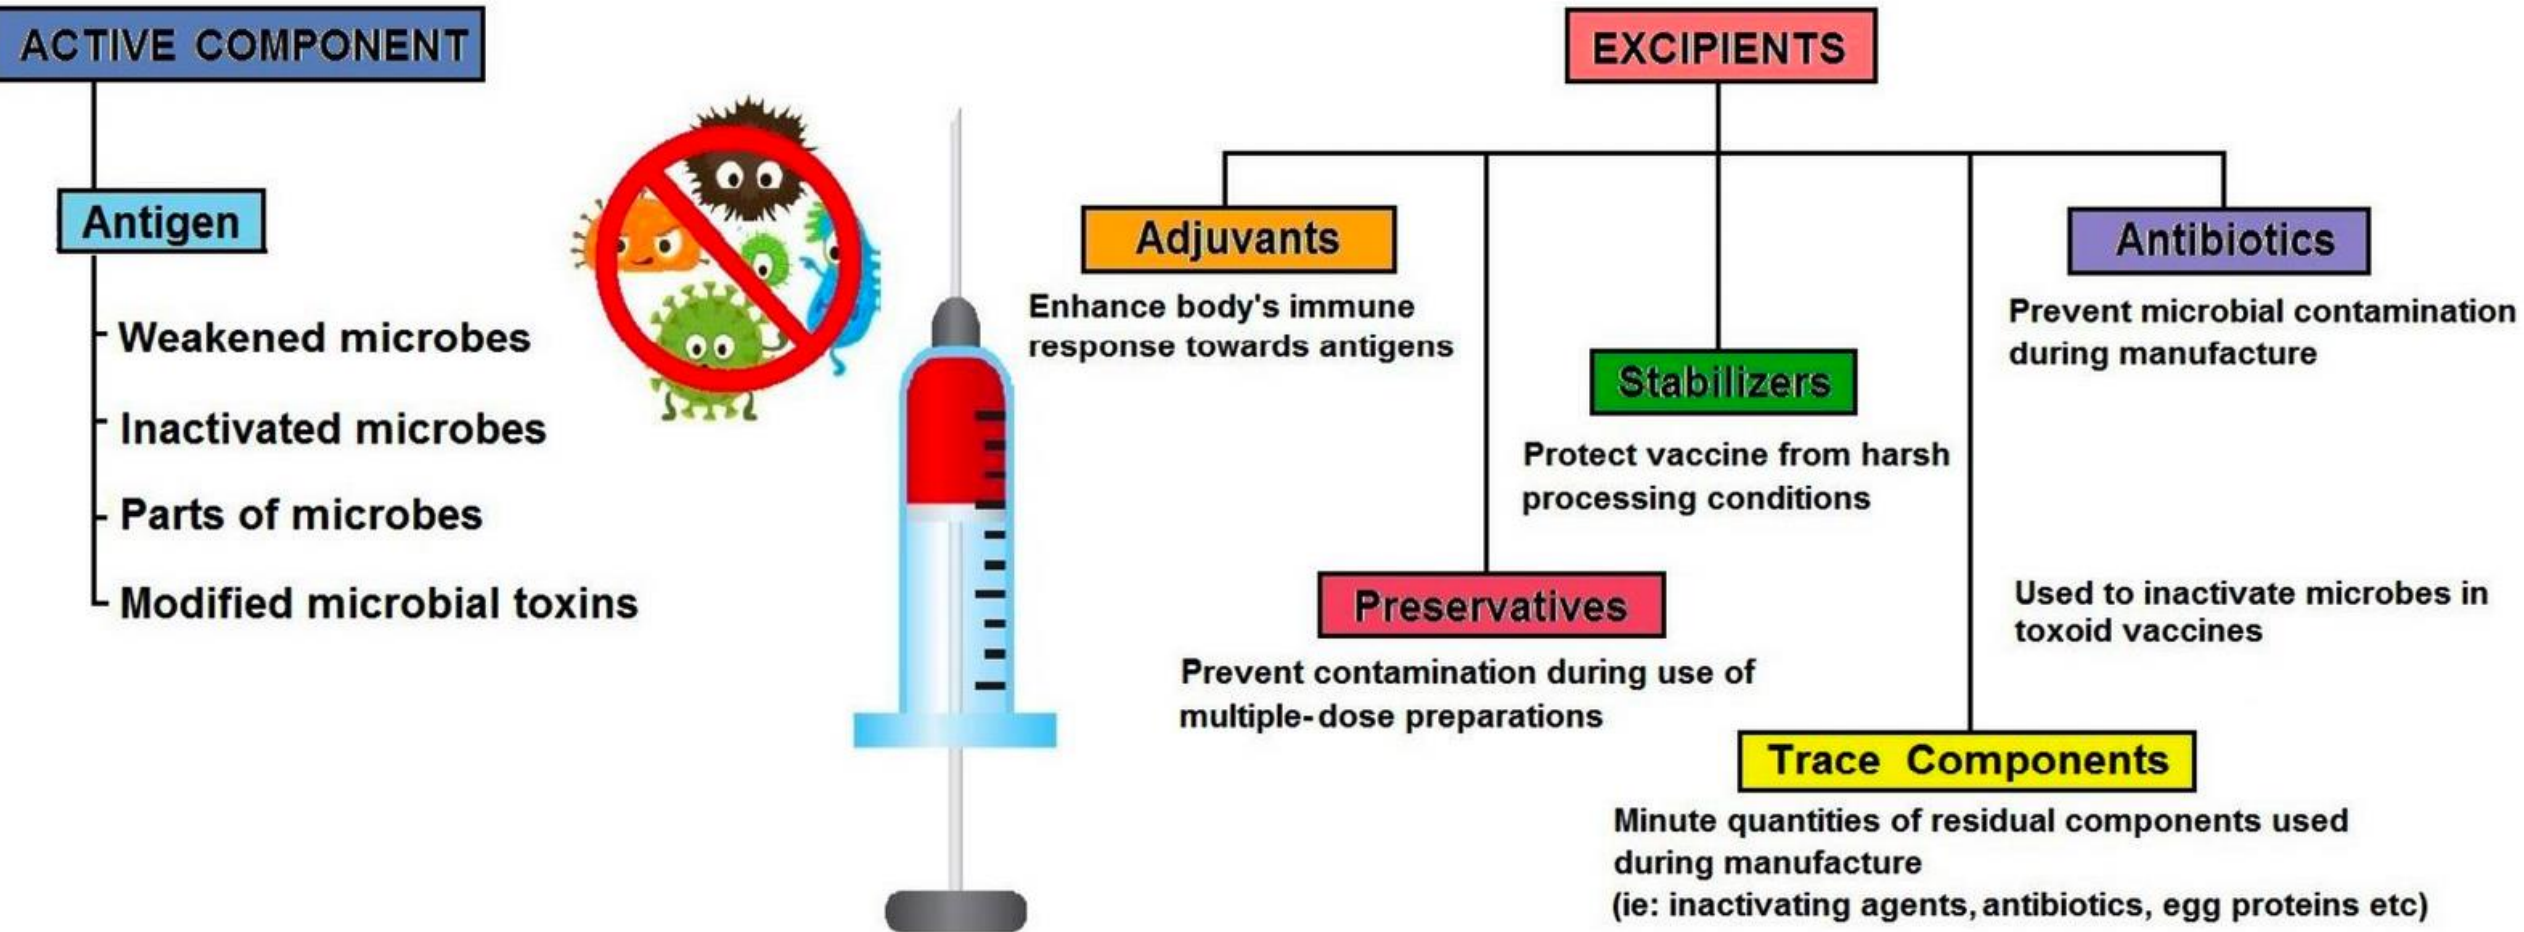 ACTIVE COMPONENT
Antigen
Weakened microbes
Inactivated microbes
Parts of microbes
Modified microbial toxins
EXCIPIENTS
Adjuvants
Enhance body's immune
response towards antigens
Antibiotics
Prevent microbial contamination
during manufacture
Stabilizers
Protect vaccine from harsh
processing conditions
Preservatives
Prevent contamination during use of
multiple-dose preparations
Used to inactivate microbes in
toxoid vaccines
Trace Components
Minute quantities of residual components used
during manufacture
(ie: inactivating agents, antibiotics, egg proteins etc)